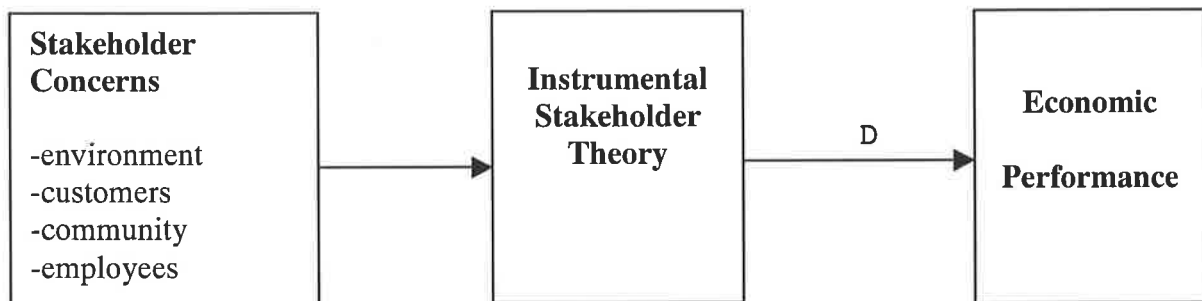 Stakeholder
Concerns
-environment
-customers
-community
-employees
Instrumental
Stakeholder
Theory
D
Economic
Performance